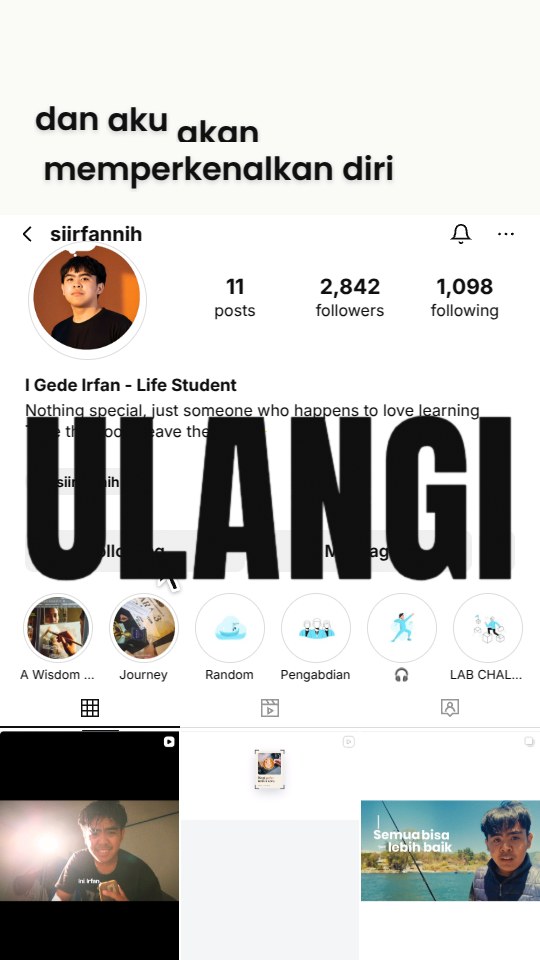 dan aku akan
memperkenalkan diri
siirfannih
11
posts
2,842
followers
1,098
following
I Gede Irfan - Life Student
Nothing special, just someone who happens to love learning
ULANGI
A Wisdom ...
Journey
Random
Pengabdian
LAB CHAL...
ini Irfan,
Semua bisa
lebih baik